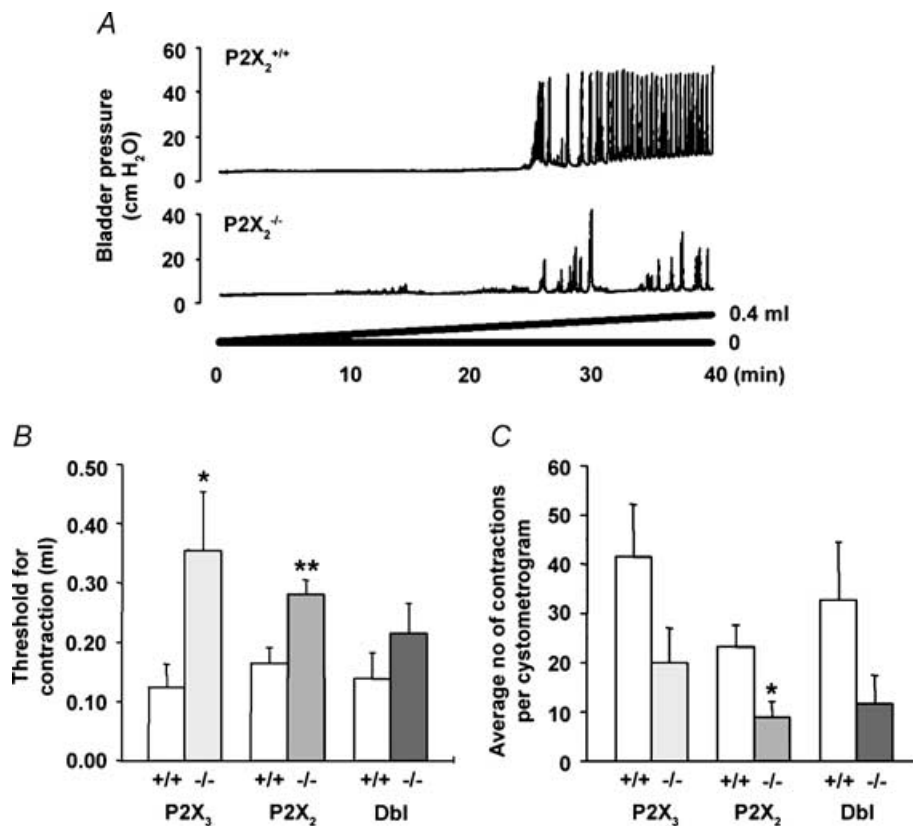 A
P2X2+/+
60
40
20
0
Bladder pressure
(cm H2O)
P2X2-/-
40
20
0
0.4 ml
0
0 10 20 30 40 (min)
B
0.50
0.40
0.30
0.20
0.10
0.00
Threshold for
contraction (ml)
*
**
+/+ -/- +/+ -/- +/+ -/-
P2X3 P2X2 Dbl
C
60
50
40
30
20
10
0
Average no of contractions
per cystometrogram
*
+/+ -/- +/+ -/- +/+ -/-
P2X3 P2X2 Dbl